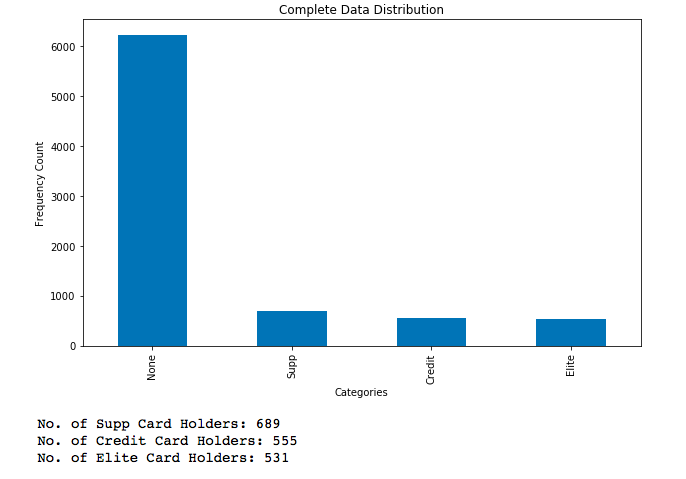 Complete Data Distribution
6000
5000
4000
3000
2000
1000
0
Frequency Count
None
Supp
Credit
Elite
Categories
No. of Supp Card Holders: 689
No. of Credit Card Holders: 555
No. of Elite Card Holders: 531